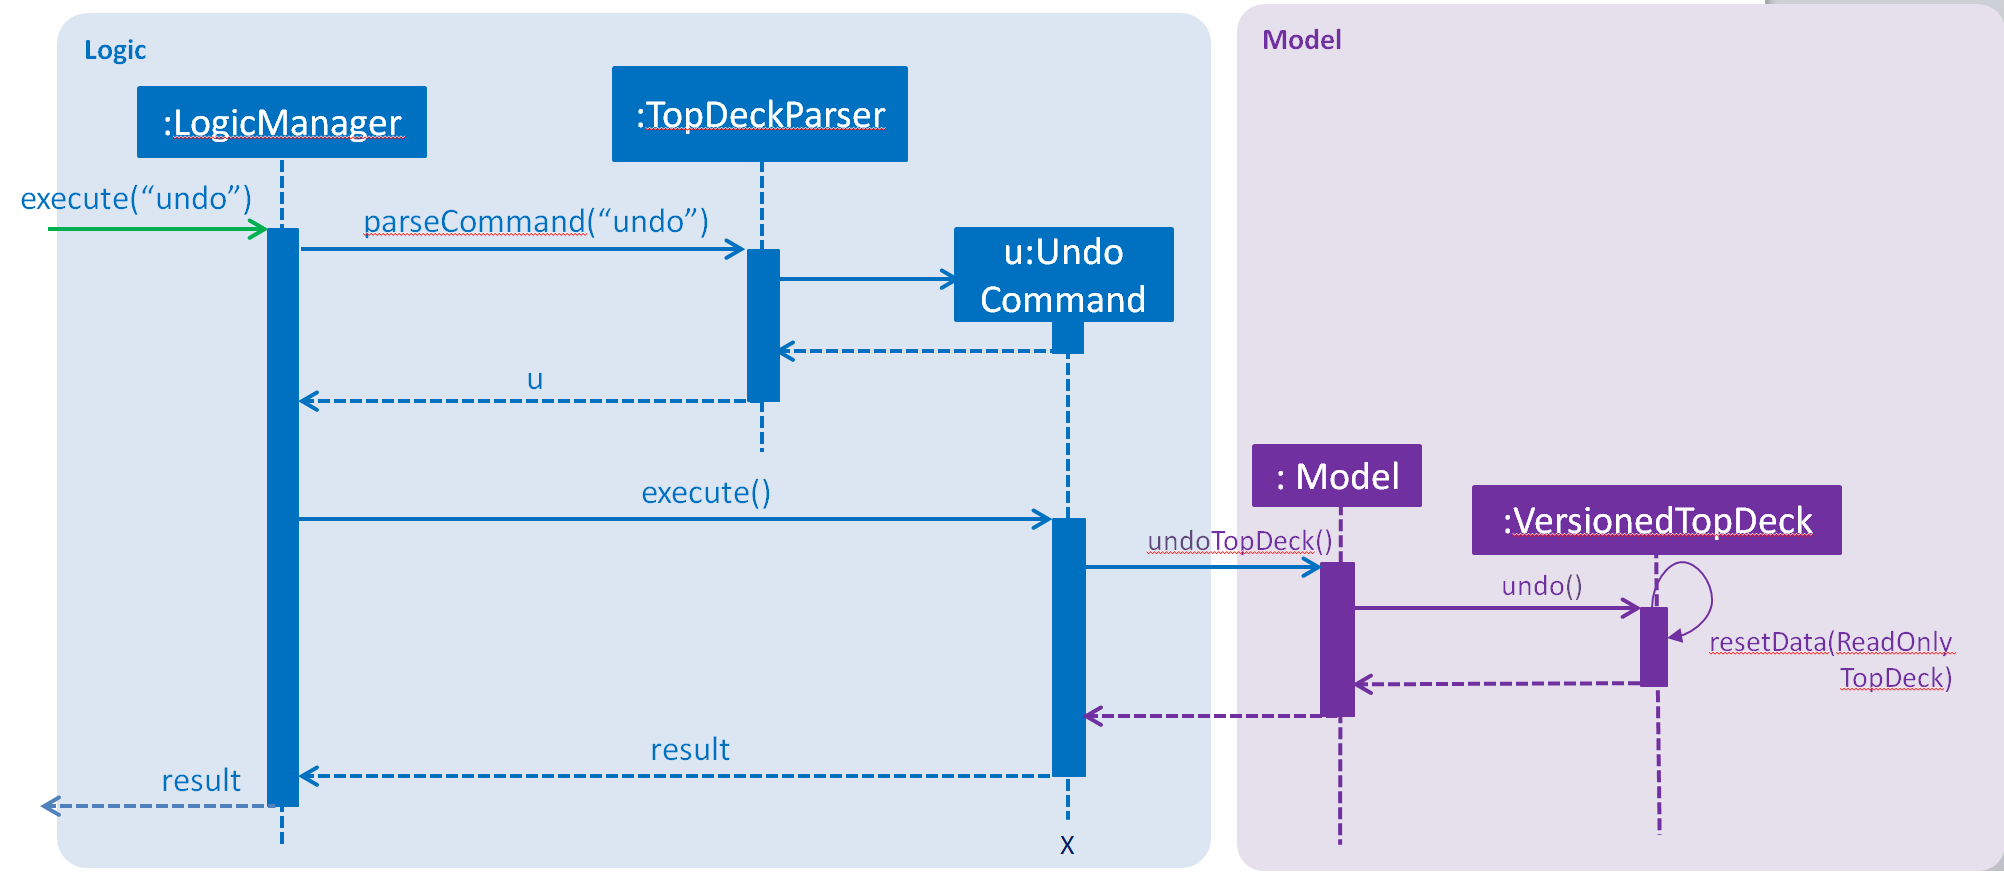 Logic
Model
:LogicManager
:TopDeckParser
execute(“undo”)
parseCommand(“undo”)
u:Undo
Command
u
: Model
execute()
:VersionedTopDeck
undoTopDeck()
undo()
resetData(ReadOnly
TopDeck)
result
result
X